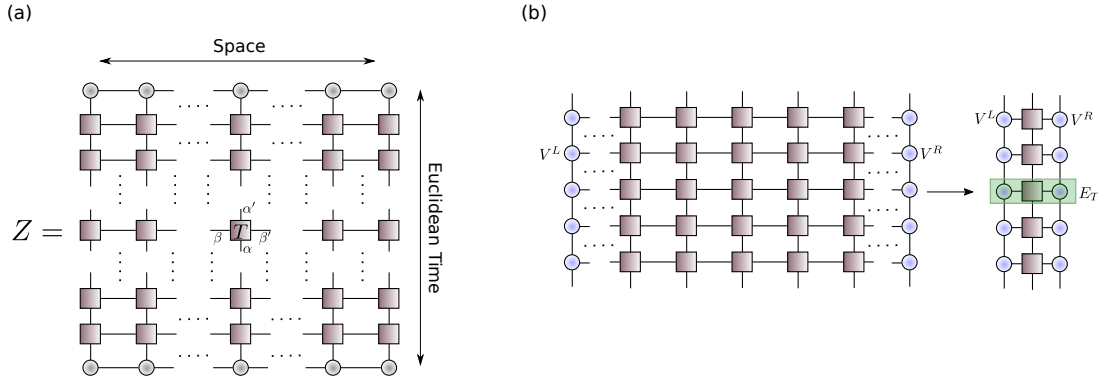 (a)
(b)
Space
Euclidean Time
Z =
α′
β T β′
α
V^L
V^R
V^L
V^R
E_T